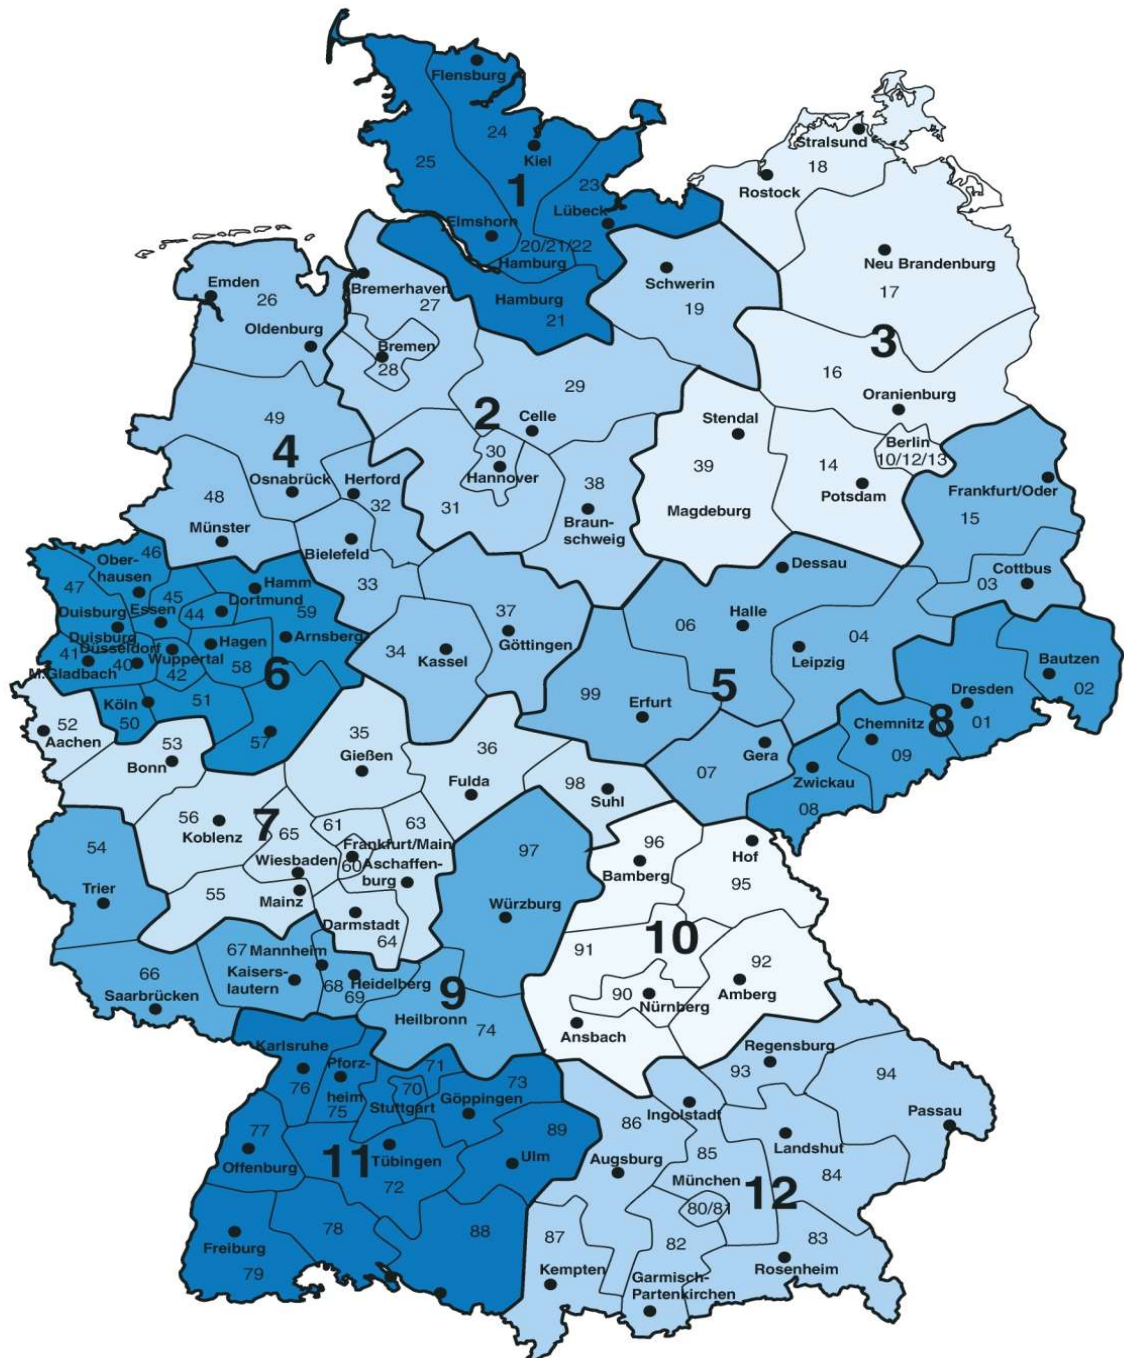 Flensburg
24
25
Kiel
1
23
Lübeck
Elmshorn
20/21/22
Hamburg
Hamburg
21
Stralsund
18
Rostock
Neu Brandenburg
17
Schwerin
19
3
16
Oranienburg
Berlin
10/12/13
14
Potsdam
Stendal
39
Magdeburg
Emden
26
Oldenburg
Bremerhaven
27
Bremen
28
29
2
Celle
30
Hannover
31
38
Braun-
schweig
49
4
Osnabrück
Herford
32
48
Münster
Bielefeld
33
37
Göttingen
34
Kassel
Frankfurt/Oder
15
Cottbus
03
Dessau
Halle
06
04
Leipzig
5
99
Erfurt
07
Gera
46
Ober-
hausen
47
45
Hamm
Dortmund
59
Duisburg
Essen
44
Duisburg
Düsseldorf
Hagen
Arnsberg
41
40
Wuppertal
58
M.Gladbach
42
6
Köln
51
50
57
Bautzen
02
Dresden
01
8
Chemnitz
09
Zwickau
08
52
Aachen
53
Bonn
35
Gießen
36
Fulda
98
Suhl
56
Koblenz
7
65
61
63
Frankfurt/Main
60
Aschaffen-
burg
Wiesbaden
Mainz
55
Darmstadt
64
54
Trier
97
Würzburg
66
Saarbrücken
67
Mannheim
Kaisers-
lautern
68
Heidelberg
69
9
Heilbronn
74
96
Bamberg
Hof
95
10
91
92
90
Nürnberg
Amberg
Ansbach
Karlsruhe
76
Pforz-
heim
75
71
70
Stuttgart
73
Göppingen
77
Offenburg
11
Tübingen
72
89
Ulm
78
88
Freiburg
79
Regensburg
93
94
Ingolstadt
Passau
86
Augsburg
85
München
Landshut
84
12
80/81
87
Kempten
82
83
Rosenheim
Garmisch-
Partenkirchen